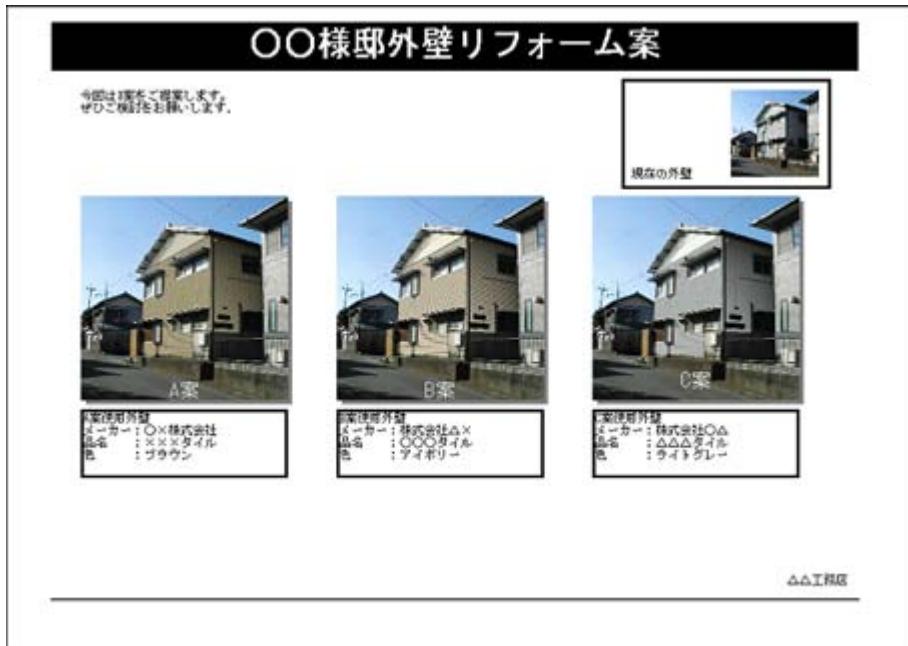 〇〇様邸外壁リフォーム案
今回は3案をご提案します。
ぜひご検討をお願いします。
現在の外壁
A案
B案
C案
A案使用外壁
メーカー：〇×株式会社
品名　　：×××タイル
色　　　：ブラウン
B案使用外壁
メーカー：株式会社△×
品名　　：〇〇〇タイル
色　　　：アイボリー
C案使用外壁
メーカー：株式会社〇△
品名　　：△△△タイル
色　　　：ライトグレー
△△工務店